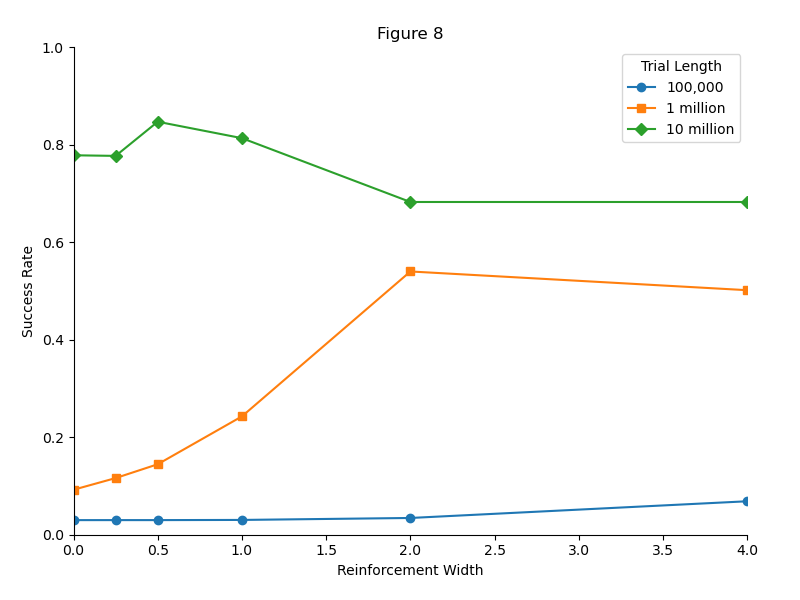 Figure 8
Trial Length
100,000
1 million
10 million
1.0
0.8
0.6
0.4
0.2
0.0
Success Rate
0.0 0.5 1.0 1.5 2.0 2.5 3.0 3.5 4.0
Reinforcement Width